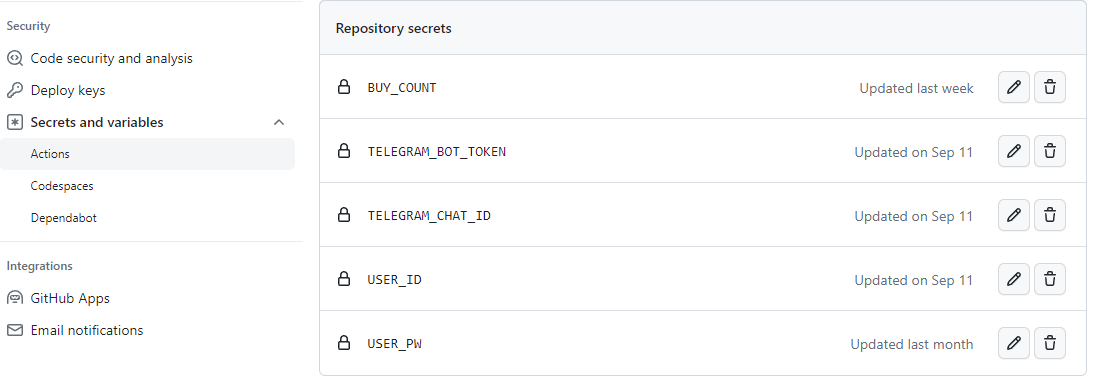 Security
Code security and analysis
Deploy keys
Secrets and variables
Actions
Codespaces
Dependabot
Integrations
GitHub Apps
Email notifications
Repository secrets
BUY_COUNT Updated last week
TELEGRAM_BOT_TOKEN Updated on Sep 11
TELEGRAM_CHAT_ID Updated on Sep 11
USER_ID Updated on Sep 11
USER_PW Updated last month